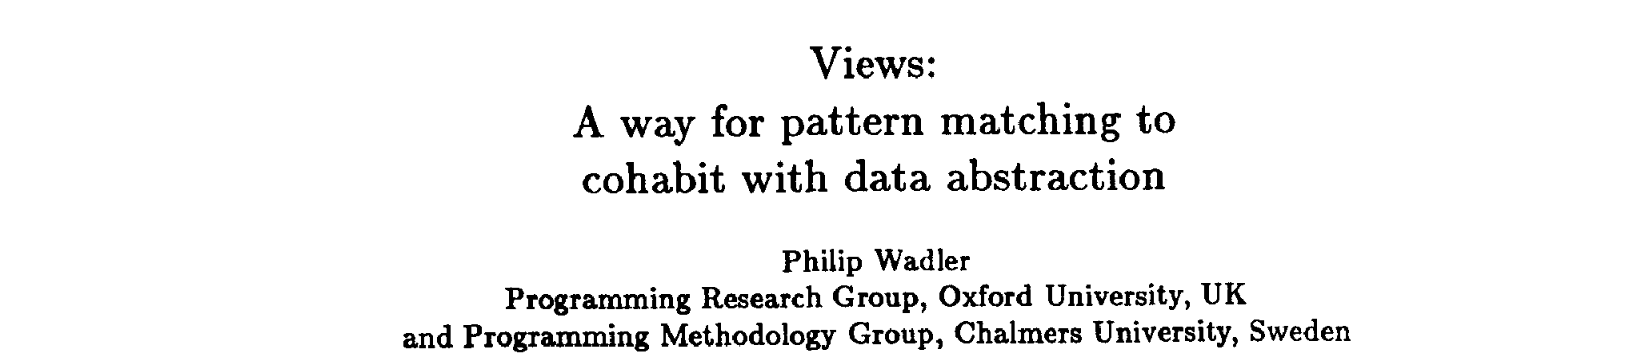 Views:
A way for pattern matching to
cohabit with data abstraction
Philip Wadler
Programming Research Group, Oxford University, UK
and Programming Methodology Group, Chalmers University, Sweden